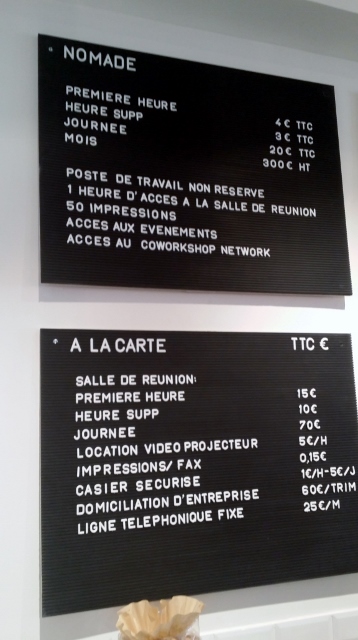 NOMADE
PREMIERE HEURE 4€ TTC
HEURE SUPP 3€ TTC
JOURNEE 20€ TTC
MOIS 300€ HT
POSTE DE TRAVAIL NON RESERVE
1 HEURE D'ACCES A LA SALLE DE REUNION
50 IMPRESSIONS
ACCES AUX EVENEMENTS
ACCES AU COWORKSHOP NETWORK
A LA CARTE TTC €
SALLE DE REUNION:
PREMIERE HEURE 15€
HEURE SUPP 10€
JOURNEE 70€
LOCATION VIDEO PROJECTEUR 5€/H
IMPRESSIONS/ FAX 0,15€
CASIER SECURISE 1€/H-5€/J
DOMICILIATION D'ENTREPRISE 60€/TRIM
LIGNE TELEPHONIQUE FIXE 25€/M